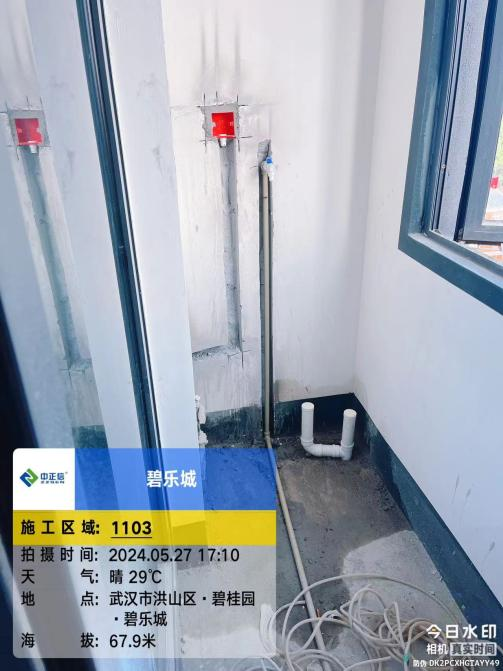 中正信®
碧乐城
施工区域: 1103
拍摄时间: 2024.05.27 17:10
天气: 晴 29℃
地点: 武汉市洪山区·碧桂园
·碧乐城
海拔: 67.9米
今日水印
相机 真实时间
防伪 DK2PCXHGTAYY49